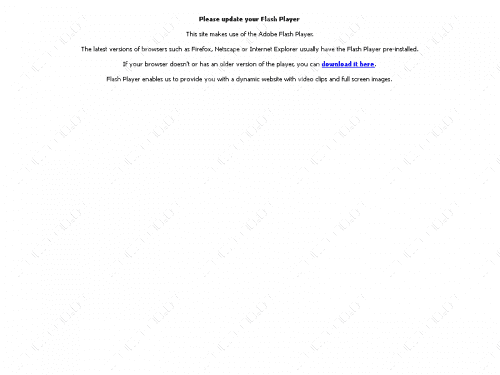 Please update your Flash Player
This site makes use of the Adobe Flash Player.
The latest versions of browsers such as Firefox, Netscape or Internet Explorer usually have the Flash Player pre-installed.
If your browser doesn't or has an older version of the player, you can download it here.
Flash Player enables us to provide you with a dynamic website with video clips and full screen images.